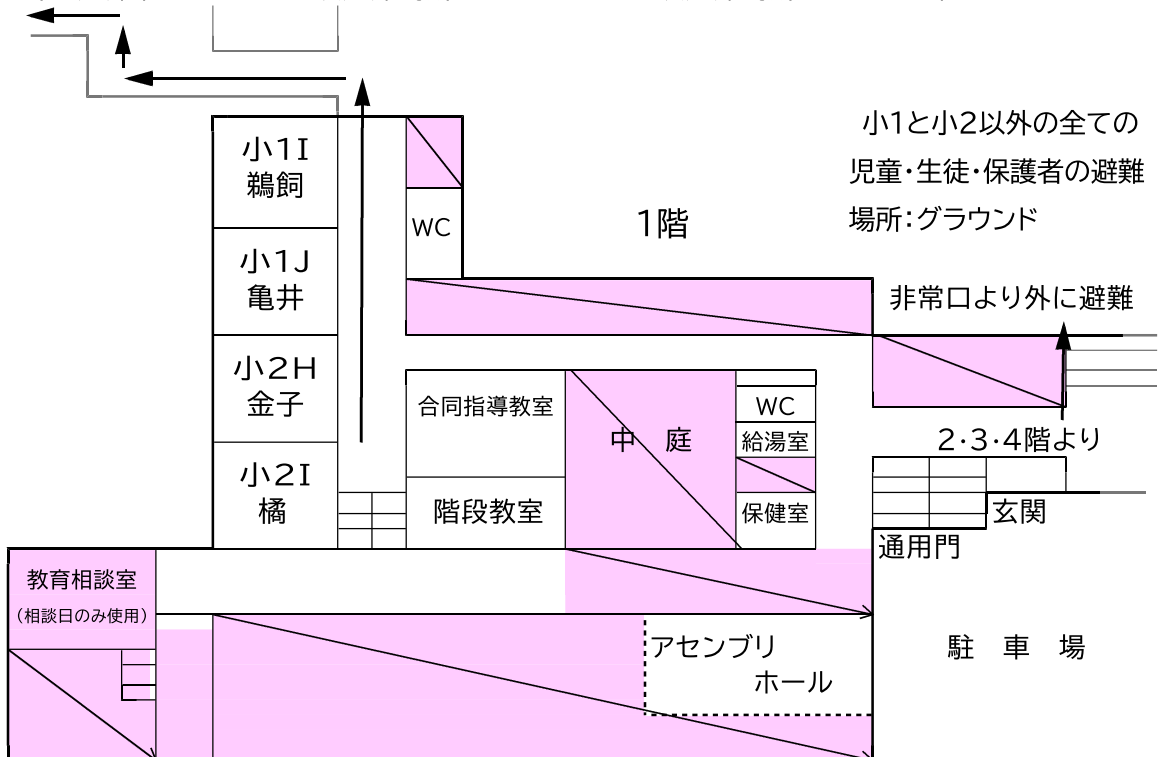 小1と小2以外の全ての
児童・生徒・保護者の避難
場所：グラウンド
小1I
鵜飼
WC
1階
小1J
亀井
非常口より外に避難
小2H
金子
合同指導教室
WC
中 庭
給湯室
2・3・4階より
小2I
橘
階段教室
保健室
玄関
通用門
教育相談室
（相談日のみ使用）
アセンブリ
ホール
駐 車 場